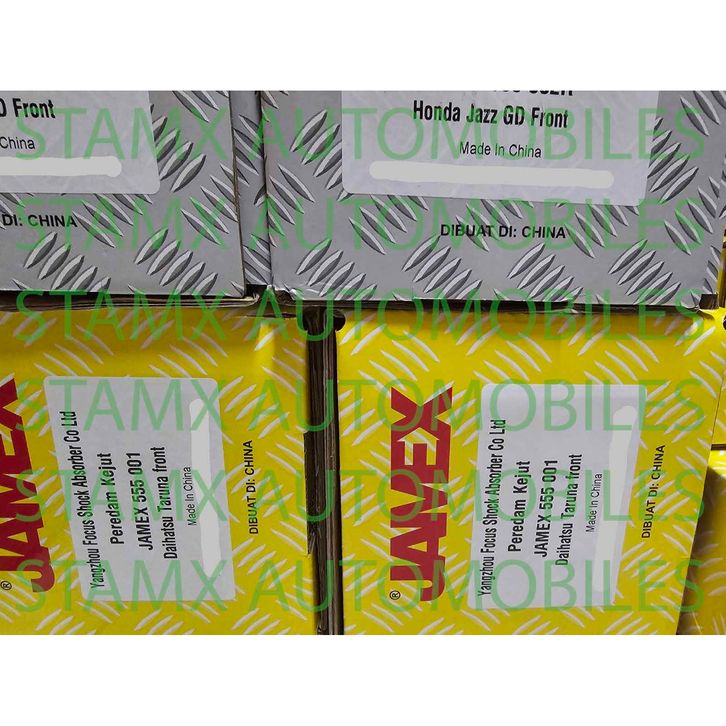 D Front
China
DI: CHINA
Honda Jazz GD Front
Made In China
DIBUAT DI: CHINA
JAMEX
®
Yangzhou Focus Shock Absorber Co Ltd
Peredam Kejut
JAMEX 555 001
Daihatsu Taruna front
Made In China
DIBUAT DI: CHINA
JAMEX
®
Yangzhou Focus Shock Absorber Co Ltd
Peredam Kejut
JAMEX 555 001
Daihatsu Taruna front
Made In China
DIBUAT DI: CHINA
STAMX AUTOMOBILES
STAMX AUTOMOBILES
STAMX AUTOMOBILES
STAMX AUTOMOBILES
STAMX AUTOMOBILES
STAMX AUTOMOBILES